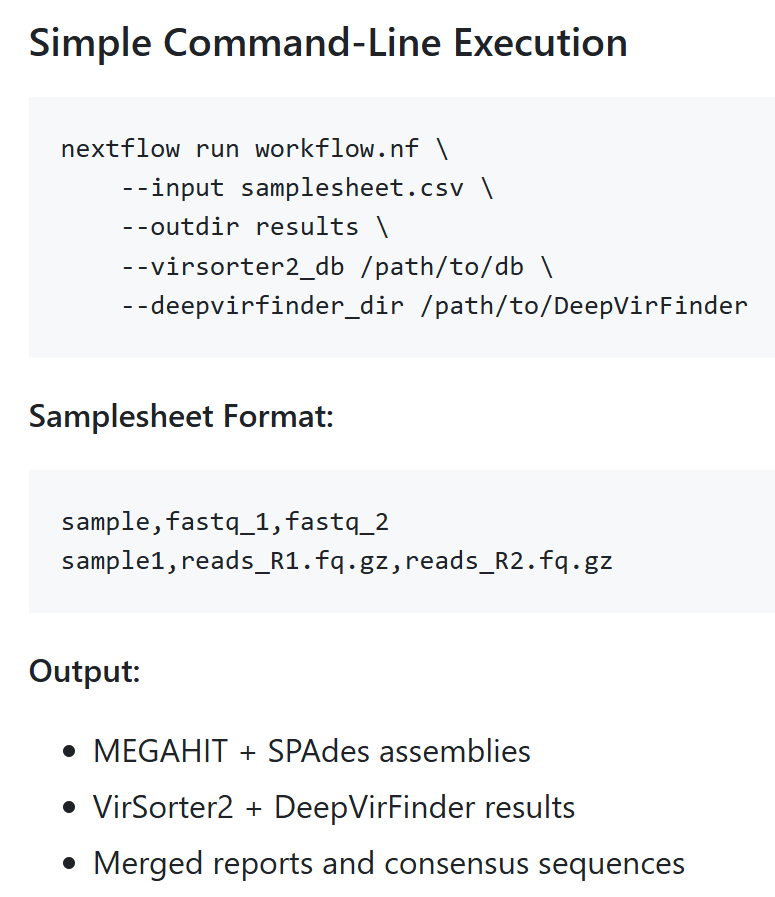 Simple Command-Line Execution
nextflow run workflow.nf \
--input samplesheet.csv \
--outdir results \
--virsorter2_db /path/to/db \
--deepvirfinder_dir /path/to/DeepVirFinder
Samplesheet Format:
sample,fastq_1,fastq_2
sample1,reads_R1.fq.gz,reads_R2.fq.gz
Output:
• MEGAHIT + SPAdes assemblies
• VirSorter2 + DeepVirFinder results
• Merged reports and consensus sequences